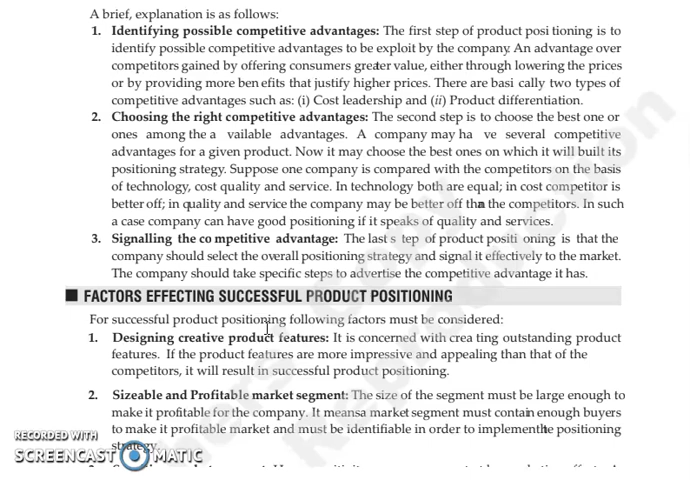 A brief, explanation is as follows:
1. Identifying possible competitive advantages: The first step of product posi tioning is to
identify possible competitive advantages to be exploit by the company. An advantage over
competitors gained by offering consumers greater value, either through lowering the prices
or by providing more ben efits that justify higher prices. There are basi cally two types of
competitive advantages such as: (i) Cost leadership and (ii) Product differentiation.
2. Choosing the right competitive advantages: The second step is to choose the best one or
ones among the a vailable advantages. A company may ha ve several competitive
advantages for a given product. Now it may choose the best ones on which it will built its
positioning strategy. Suppose one company is compared with the competitors on the basis
of technology, cost quality and service. In technology both are equal; in cost competitor is
better off; in quality and service the company may be better off than the competitors. In such
a case company can have good positioning if it speaks of quality and services.
3. Signalling the co mpetitive advantage: The last s tep of product positi oning is that the
company should select the overall positioning strategy and signal it effectively to the market.
The company should take specific steps to advertise the competitive advantage it has.
FACTORS EFFECTING SUCCESSFUL PRODUCT POSITIONING
For successful product positioning following factors must be considered:
1. Designing creative product features: It is concerned with crea ting outstanding product
features. If the product features are more impressive and appealing than that of the
competitors, it will result in successful product positioning.
2. Sizeable and Profitable market segment: The size of the segment must be large enough to
make it profitable for the company. It means a market segment must contain enough buyers
to make it profitable market and must be identifiable in order to implement the positioning
strategy.
RECORDED WITH
SCREENCAST MATIC